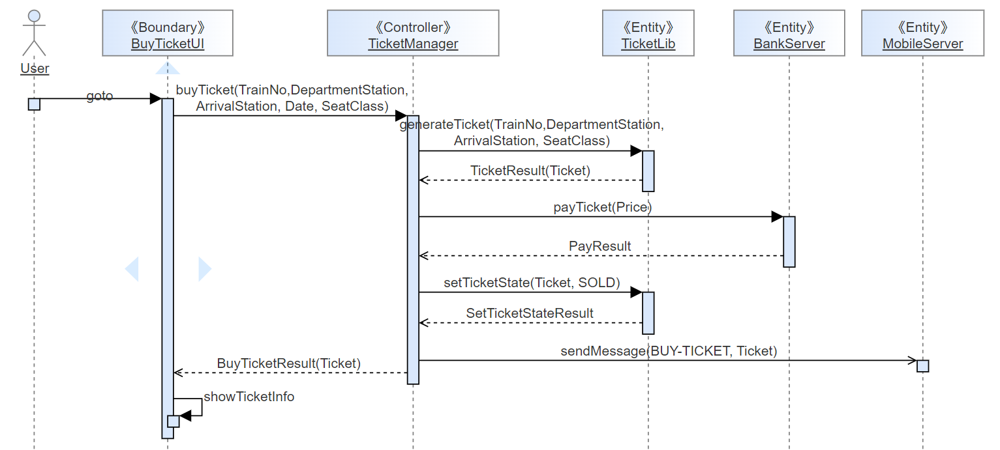 《Boundary》
BuyTicketUI
《Controller》
TicketManager
《Entity》
TicketLib
《Entity》
BankServer
《Entity》
MobileServer
User
goto
buyTicket(TrainNo,DepartmentStation,
ArrivalStation, Date, SeatClass)
generateTicket(TrainNo,DepartmentStation,
ArrivalStation, SeatClass)
TicketResult(Ticket)
payTicket(Price)
PayResult
setTicketState(Ticket, SOLD)
SetTicketStateResult
sendMessage(BUY-TICKET, Ticket)
BuyTicketResult(Ticket)
showTicketInfo